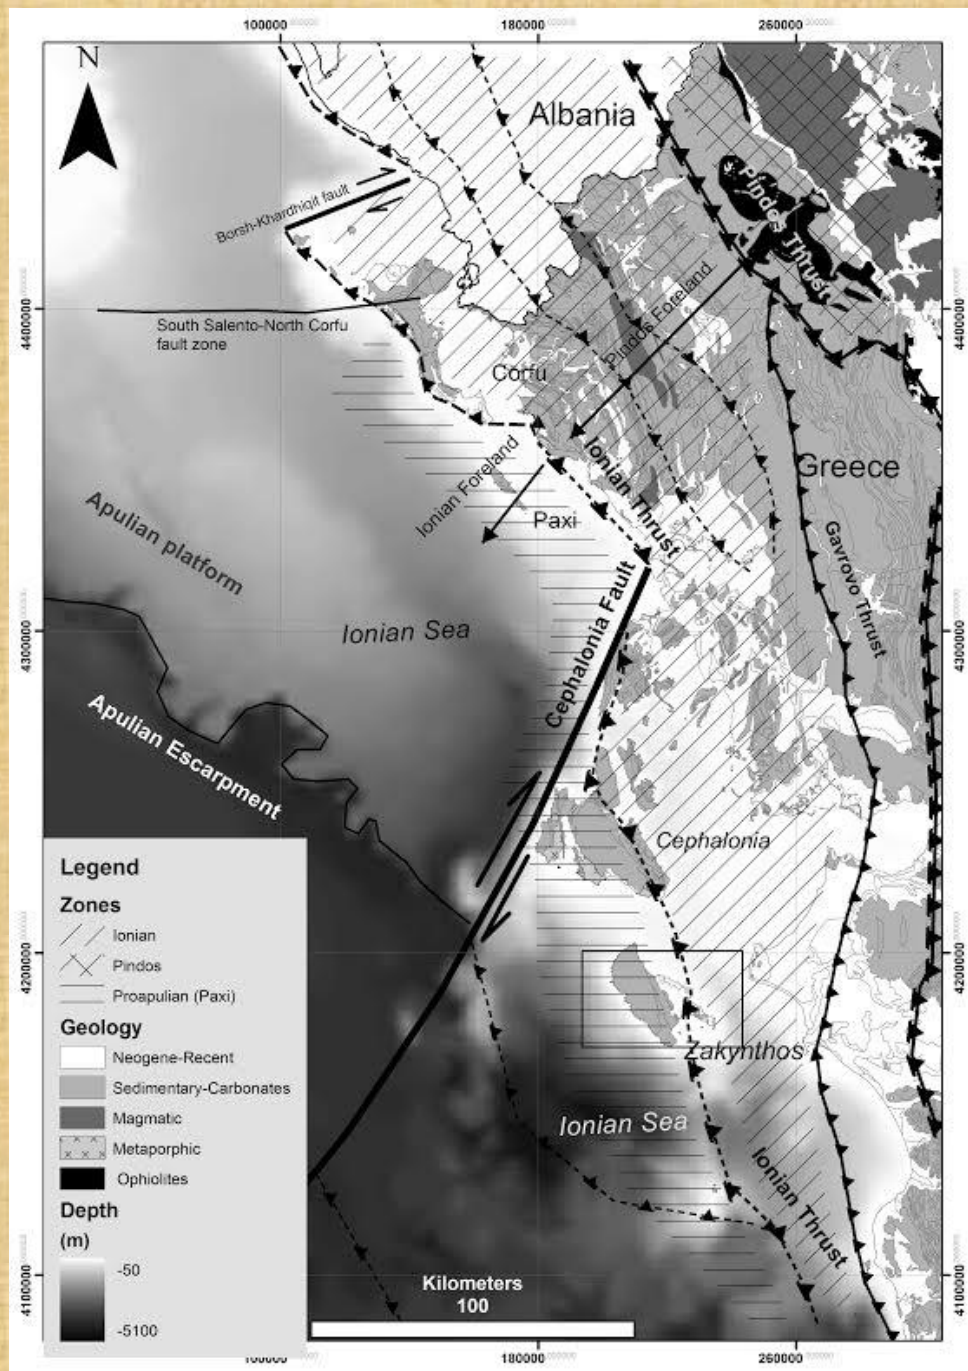 100000
180000
260000
N
Albania
Pindos Thrust
Borsh-Khardhiqit fault
Pindos Foreland
4400000
4400000
South Salento-North Corfu
fault zone
Corfu
Ionian Foreland
Ionian Thrust
Greece
Apulian platform
Paxi
Gavrovo Thrust
Cephalonia Fault
4300000
4300000
Ionian Sea
Apulian Escarpment
Cephalonia
Legend
Zones
Ionian
Pindos
Proapulian (Paxi)
4200000
4200000
Geology
Neogene-Recent
Sedimentary-Carbonates
Magmatic
Metaporphic
Ophiolites
Zakynthos
Ionian Sea
Ionian Thrust
Depth
(m)
-50
-5100
4100000
4100000
Kilometers
100
100000
180000
260000